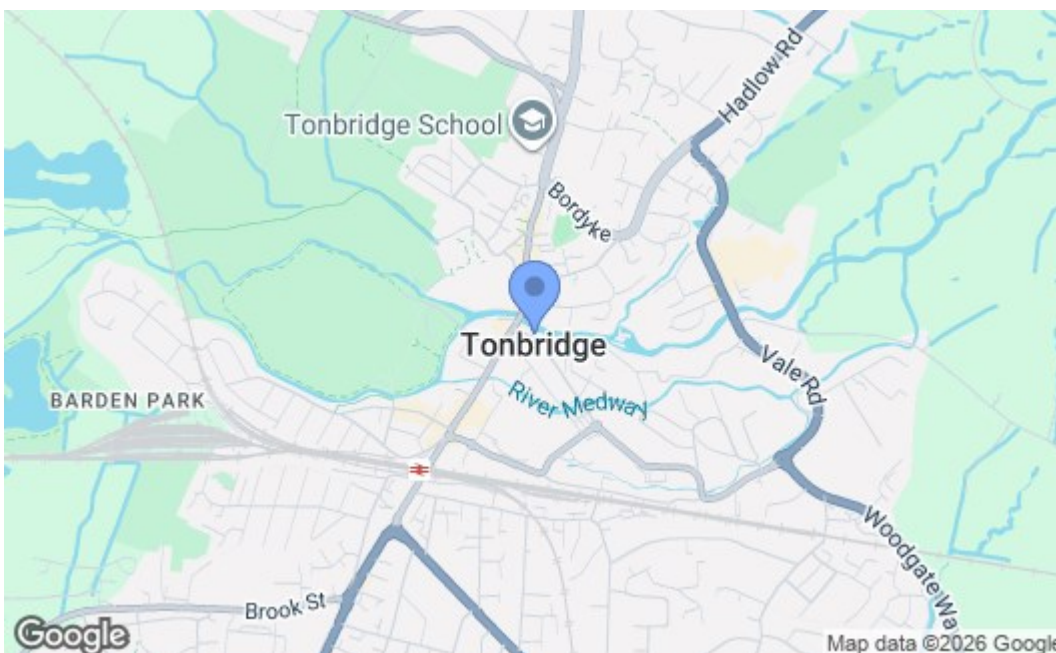 Hadlow Rd
Tonbridge School
Bordyke
Tonbridge
Vale Rd
BARDEN PARK
River Medway
Woodgate Way
Brook St
Google
Map data ©2026 Google